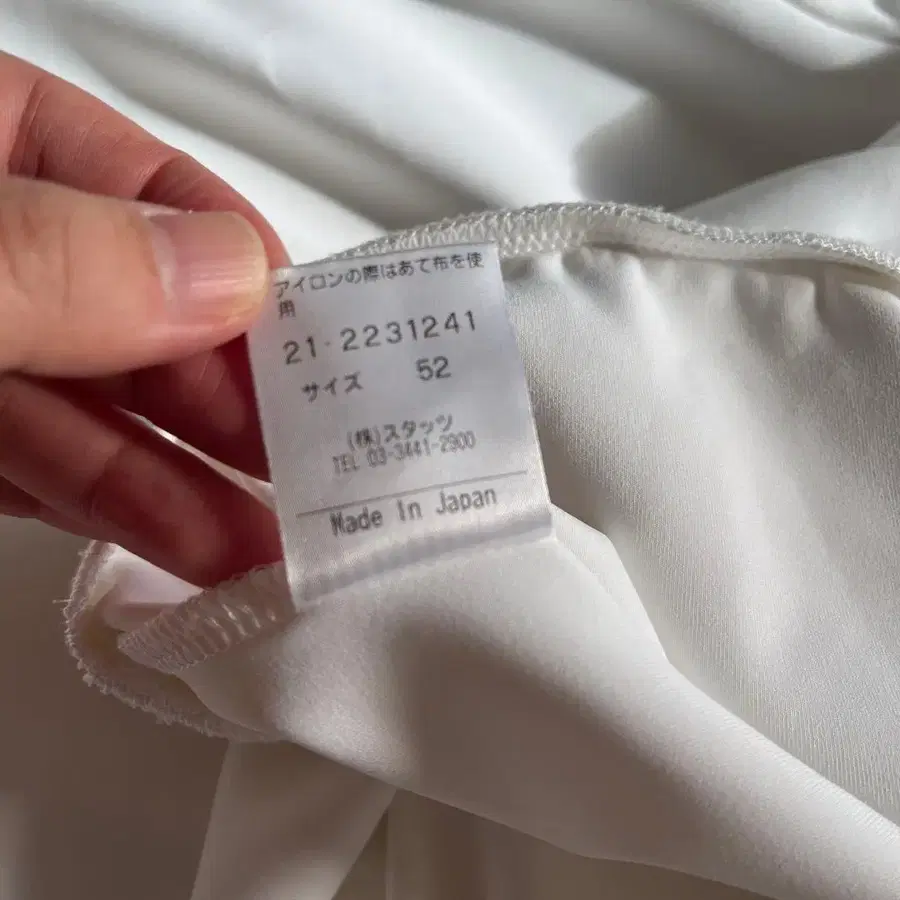 アイロンの際はあて布を使
用
21-2231241
サイズ 52
(株)スタッツ
TEL 03-3441-2900
Made In Japan